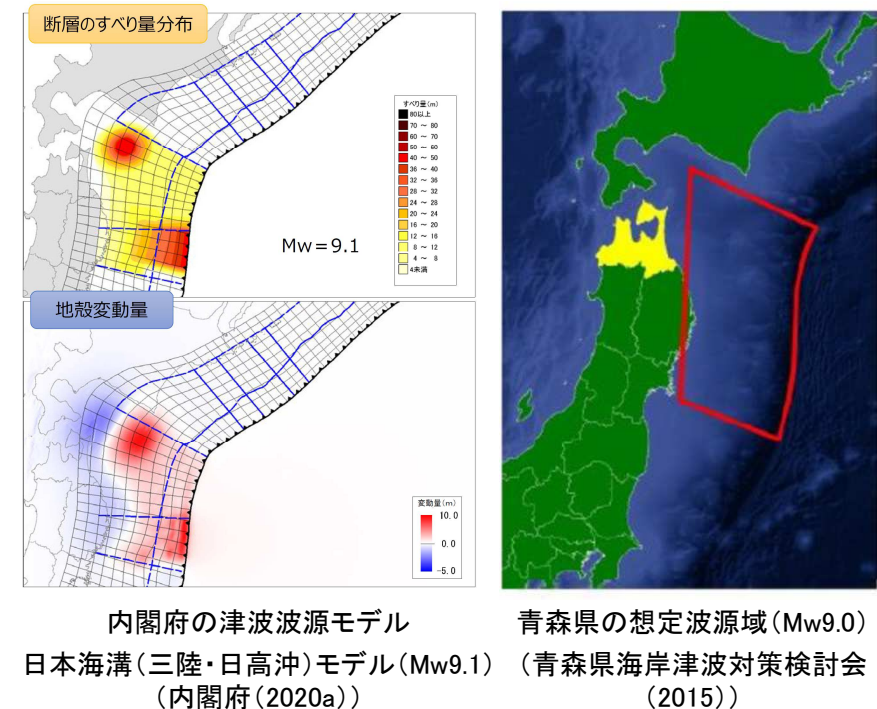 断層のすべり量分布
すべり量(m)
80以上
70 ～ 80
60 ～ 70
50 ～ 60
40 ～ 50
36 ～ 40
32 ～ 36
28 ～ 32
24 ～ 28
20 ～ 24
16 ～ 20
12 ～ 16
8 ～ 12
4 ～ 8
4未満
Mw＝9.1
地殻変動量
変動量(m)
10.0
0.0
-5.0
内閣府の津波波源モデル
日本海溝(三陸・日高沖)モデル(Mw9.1)
(内閣府(2020a))
青森県の想定波源域(Mw9.0)
(青森県海岸津波対策検討会
(2015))